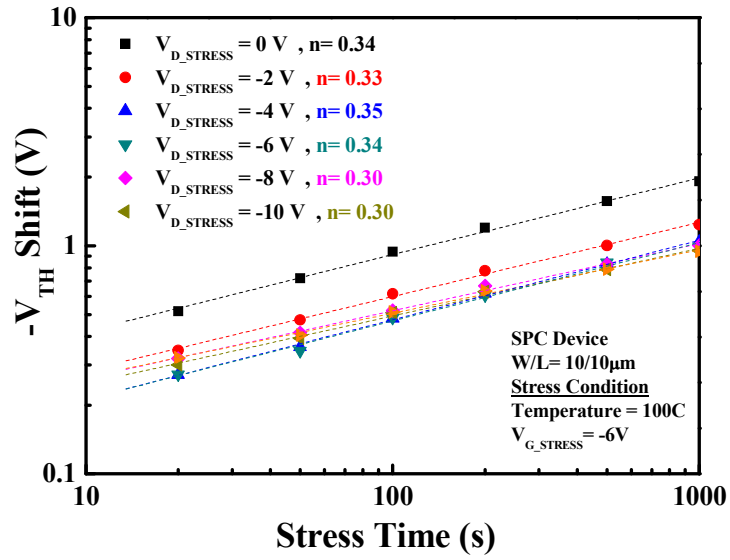 10
V_D_STRESS = 0 V , n=0.34
V_D_STRESS = -2 V , n= 0.33
V_D_STRESS = -4 V , n= 0.35
V_D_STRESS = -6 V , n= 0.34
V_D_STRESS = -8 V , n= 0.30
V_D_STRESS = -10 V , n= 0.30
-V_TH Shift (V)
1
SPC Device
W/L= 10/10μm
Stress Condition
Temperature = 100C
V_G_STRESS= -6V
0.1
10 100 1000
Stress Time (s)